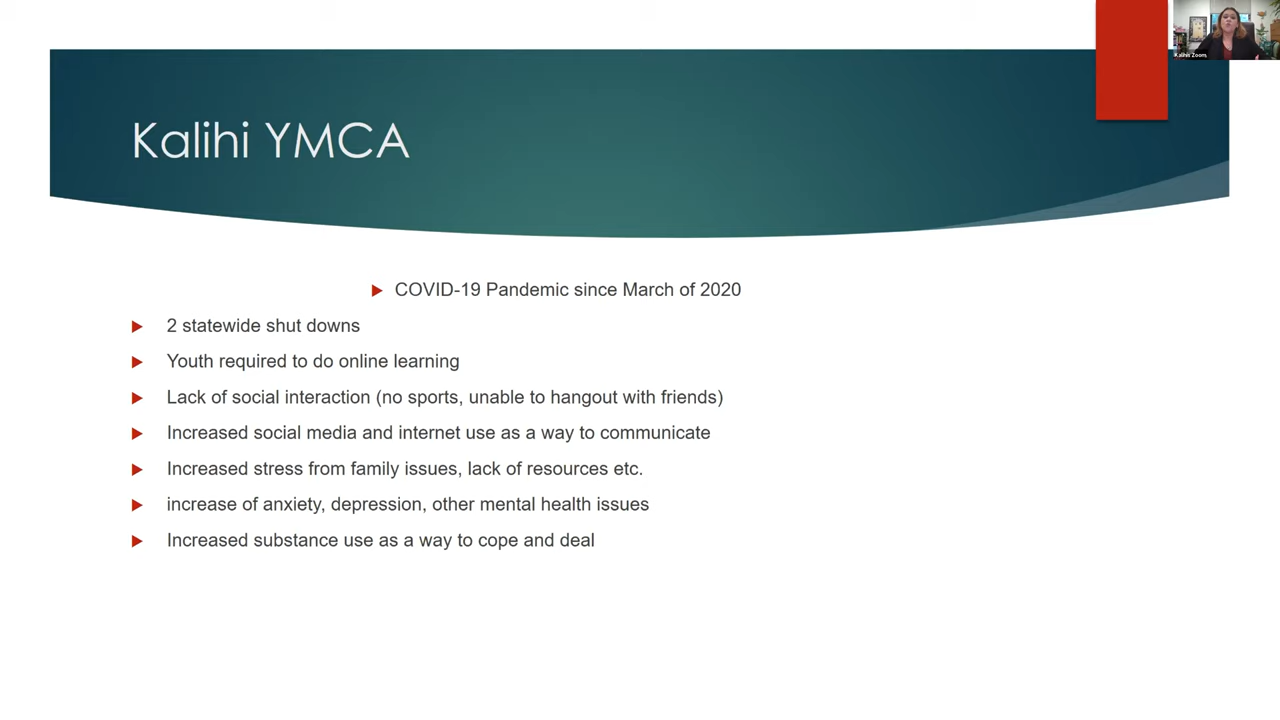 Kalihi YMCA
COVID-19 Pandemic since March of 2020
2 statewide shut downs
Youth required to do online learning
Lack of social interaction (no sports, unable to hangout with friends)
Increased social media and internet use as a way to communicate
Increased stress from family issues, lack of resources etc.
increase of anxiety, depression, other mental health issues
Increased substance use as a way to cope and deal
Kalihis Zoom